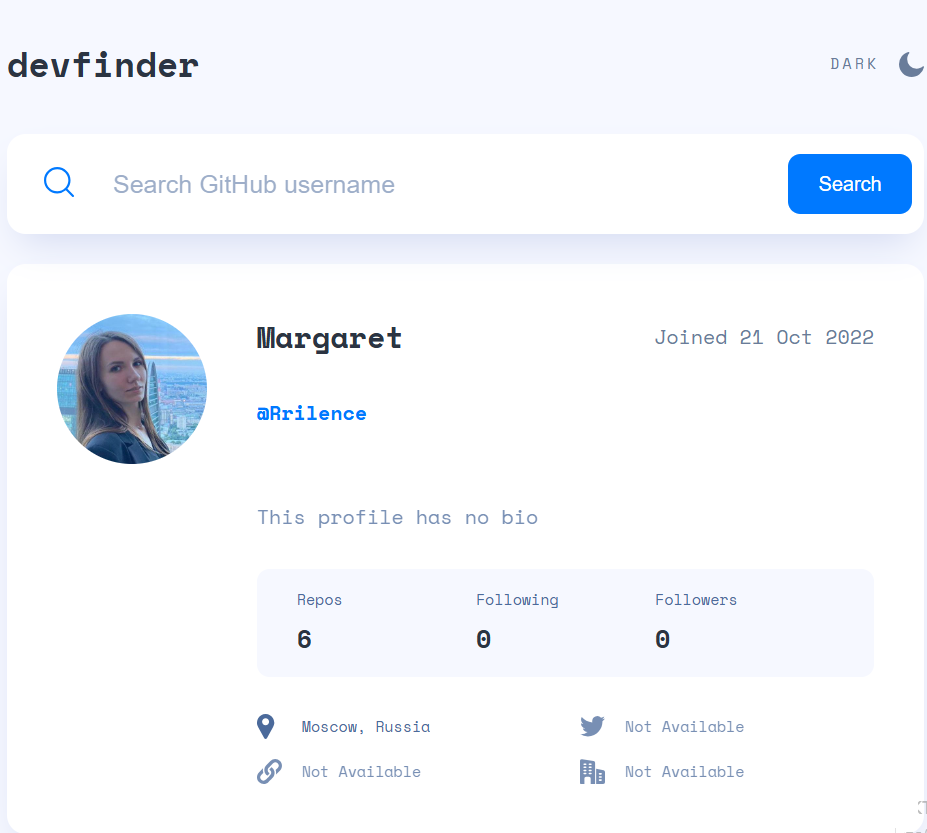 devfinder
DARK
Search GitHub username
Search
Margaret
Joined 21 Oct 2022
@Rrilence
This profile has no bio
Repos
Following
Followers
6
0
0
Moscow, Russia
Not Available
Not Available
Not Available